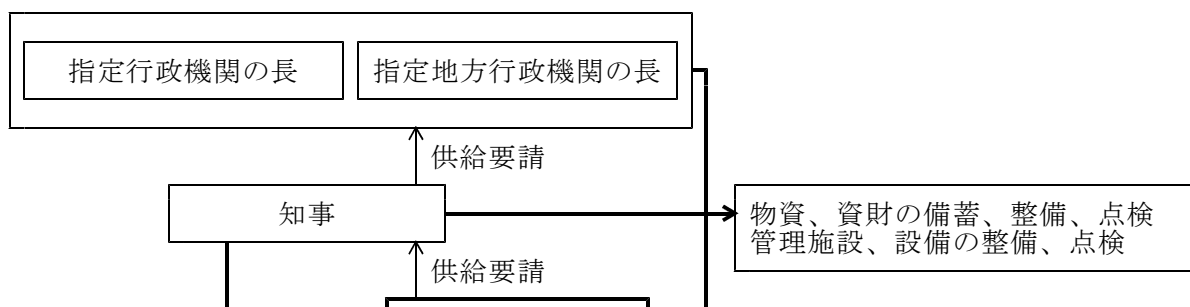 指定行政機関の長
指定地方行政機関の長
供給要請
知事
物資、資財の備蓄、整備、点検
管理施設、設備の整備、点検
供給要請